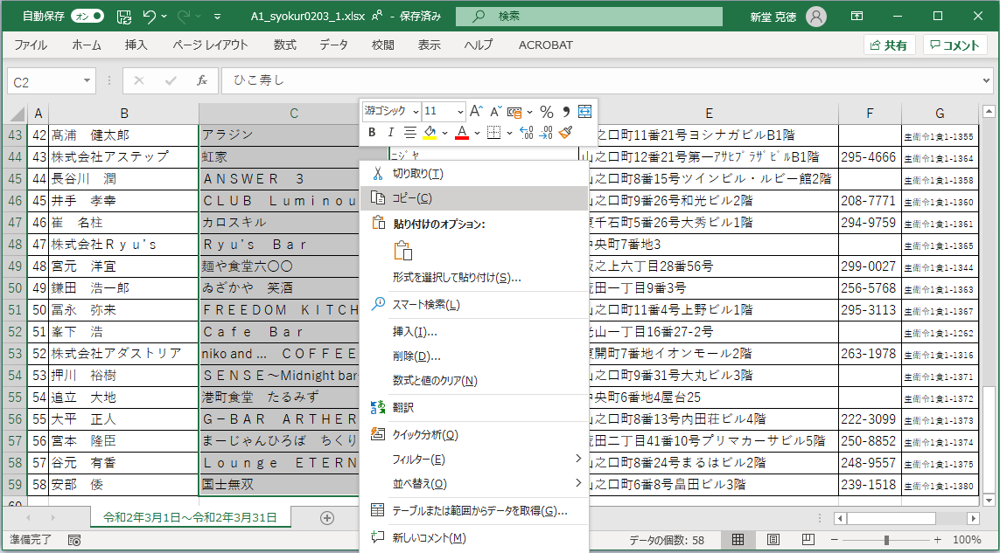 自動保存 オン A1_syokur0203_1.xlsx - 保存済み 検索 新堂 克徳
ファイル ホーム 挿入 ページ レイアウト 数式 データ 校閲 表示 ヘルプ ACROBAT 共有 コメント
C2 fx ひこ寿し
游ゴシック 11 A A %
B I A
A B C E F G
43 42 髙浦 健太郎 アラジン 之口町11番21号ヨシナガビルB1階 生衛令1食1-1355
44 43 株式会社アステップ 虹家 ﾆｼﾞﾔ 山之口町12番21号第一ｱｻﾋﾌﾟﾗｻﾞﾋﾞﾙB1階 295-4666 生衛令1食1-1364
45 44 長谷川 潤 ＡＮＳＷＥＲ ３ 山之口町8番15号ツインビル・ルビー館2階 生衛令1食1-1358
46 45 井手 孝幸 ＣＬＵＢ Ｌｕｍｉｎｏｕ 山之口町9番26号和光ビル2階 208-7771 生衛令1食1-1360
47 46 崔 名柱 カロスキル 東千石町5番26号大秀ビル1階 294-9759 生衛令1食1-1361
48 47 株式会社Ｒｙｕ'ｓ Ｒｙｕ'ｓ Ｂａｒ 中央町7番地3 生衛令1食1-1365
49 48 宮元 洋宜 麺や食堂六〇〇 坂之上六丁目28番56号 299-0027 生衛令1食1-1344
50 49 鎌田 浩一郎 ゐざかや 笑酒 荒田一丁目9番3号 256-5768 生衛令1食1-1363
51 50 冨永 弥来 ＦＲＥＥＤＯＭ ＫＩＴＣＨ 山之口町11番4号上野ビル1階 295-3113 生衛令1食1-1367
52 51 峯下 浩 Ｃａｆｅ Ｂａｒ 光山一丁目16番27-2号 生衛令1食1-1262
53 52 株式会社アダストリア niko and ... ＣＯＦＦＥＥ 東開町7番地イオンモール2階 263-1978 生衛令1食1-1316
54 53 押川 裕樹 ＳＥＮＳＥ～Midnight bar 山之口町9番31号大丸ビル3階 生衛令1食1-1371
55 54 追立 大地 港町食堂 たるみず 中央町6番地4屋台25 生衛令1食1-1372
56 55 大平 正人 Ｇ－ＢＡＲ ＡＲＴＨＥＲ 山之口町8番13号内田荘ビル4階 222-3099 生衛令1食1-1373
57 56 宮本 隆臣 まーじゃんひろば ちくり 荒田二丁目41番10号プリマカーサビル5階 250-8852 生衛令1食1-1374
58 57 谷元 有香 Ｌｏｕｎｇｅ ＥＴＥＲＮ 山之口町8番24号まるはビル2階 248-9557 生衛令1食1-1375
59 58 安部 倭 国士無双 山之口町6番8号畠田ビル3階 239-1518 生衛令1食1-1380
60
切り取り(T)
コピー(C)
貼り付けのオプション:
形式を選択して貼り付け(S)...
スマート検索(L)
挿入(I)...
削除(D)...
数式と値のクリア(N)
翻訳
クイック分析(Q)
フィルター(E)
並べ替え(O)
テーブルまたは範囲からデータを取得(G)...
新しいコメント(M)
令和2年3月1日～令和2年3月31日
準備完了 データの個数: 58 100%